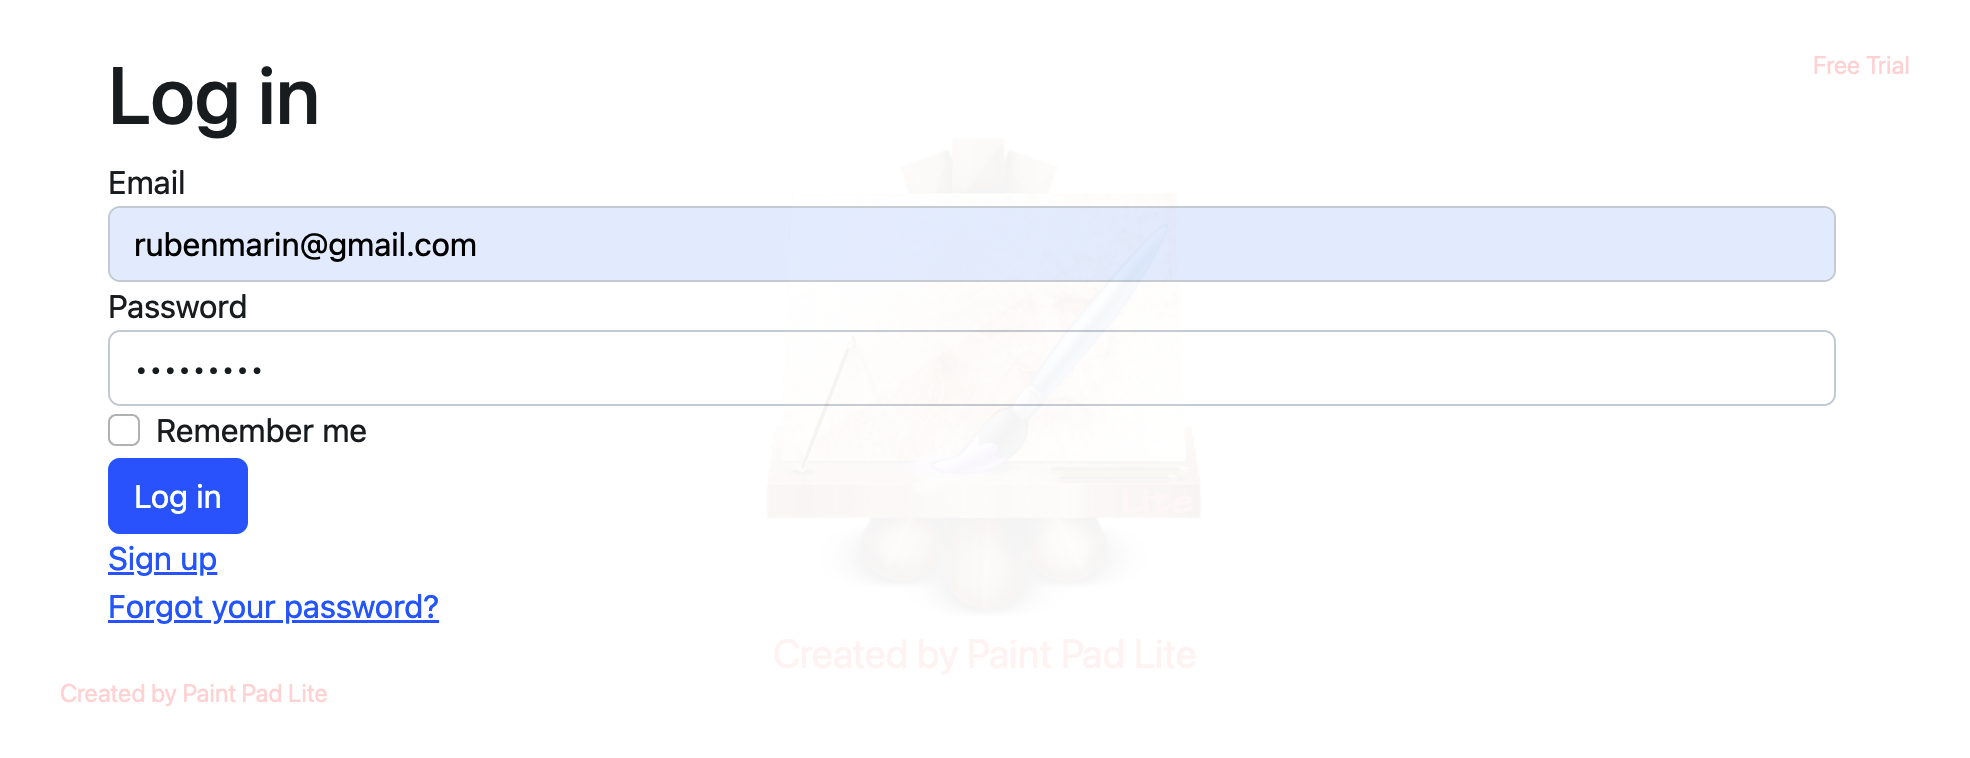 Free Trial
Log in
Email
rubenmarin@gmail.com
Password
•••••••••
Remember me
Log in
Sign up
Forgot your password?
Lite
Created by Paint Pad Lite
Created by Paint Pad Lite